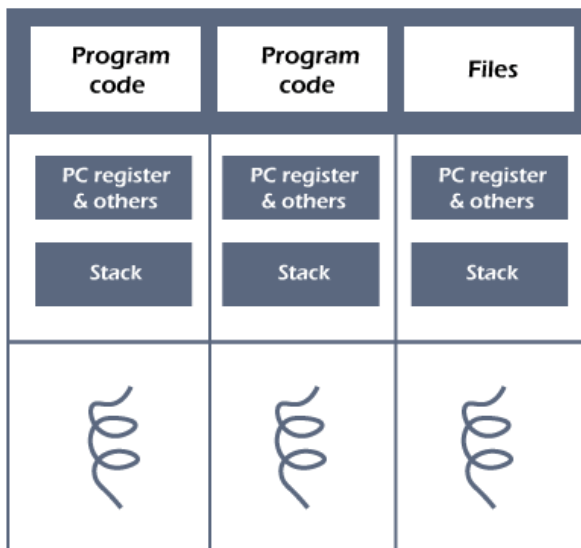 Program
code
Program
code
Files
PC register
& others
PC register
& others
PC register
& others
Stack
Stack
Stack